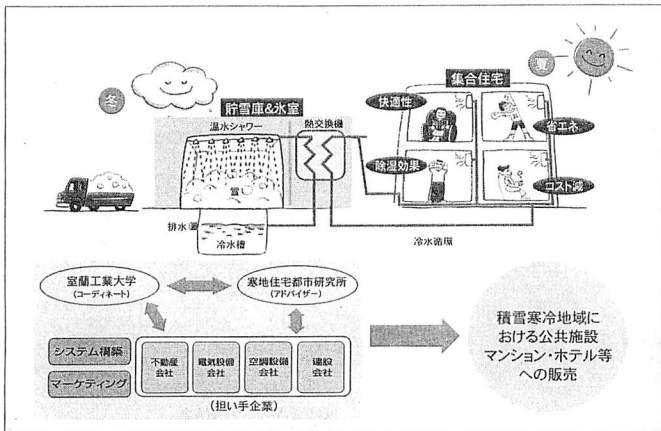 冬
夏
貯雪庫&氷室
集合住宅
温水シャワー
熱交換機
快適性
省エネ
除湿効果
コスト減
雪
排水溝
冷水槽
冷水循環
室蘭工業大学
(コーディネート)
寒地住宅都市研究所
(アドバイザー)
システム構築
マーケティング
不動産
会社
電気設備
会社
空調設備
会社
建設
会社
(担い手企業)
積雪寒冷地域に
おける公共施設
マンション・ホテル等
への販売